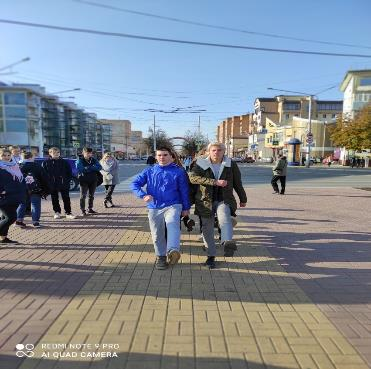 REDMI NOTE 9 PRO
AI QUAD CAMERA